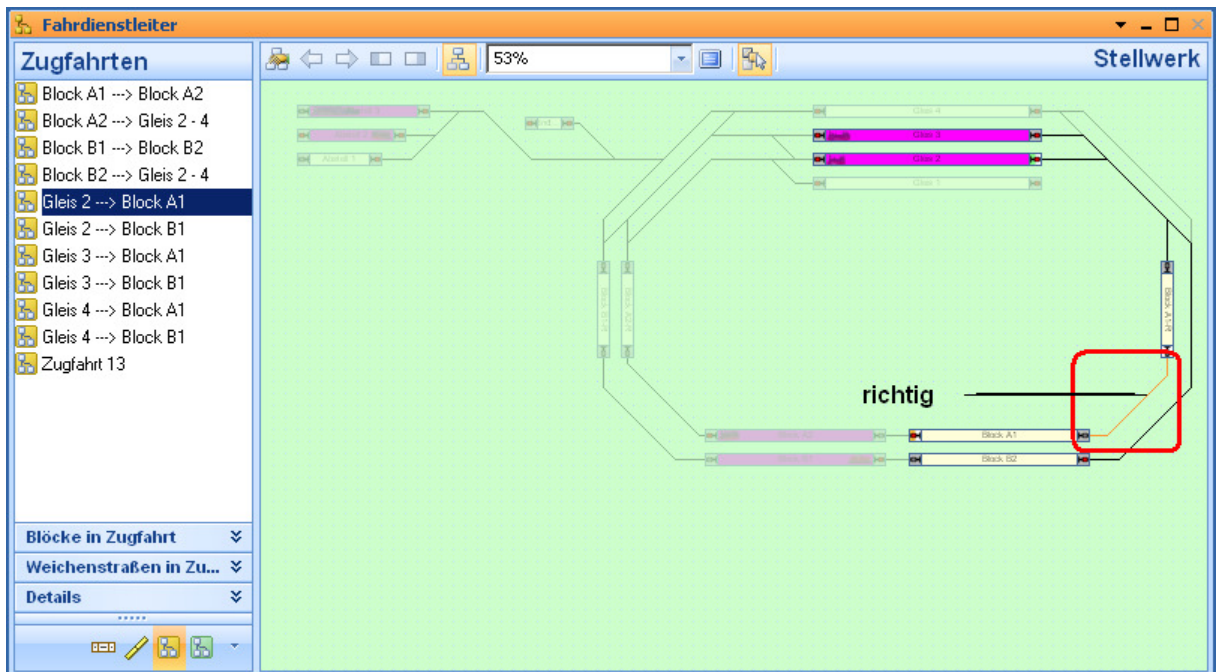 Fahrdienstleiter
Zugfahrten
53%
Stellwerk
Block A1 ---> Block A2
Block A2 ---> Gleis 2 - 4
Block B1 ---> Block B2
Block B2 ---> Gleis 2 - 4
Gleis 2 ---> Block A1
Gleis 2 ---> Block B1
Gleis 3 ---> Block A1
Gleis 3 ---> Block B1
Gleis 4 ---> Block A1
Gleis 4 ---> Block B1
Zugfahrt 13
Gleis 4
Gleis 3
Gleis 2
Gleis 1
Block A1-R
richtig
Block A1
Block B2
Blöcke in Zugfahrt
Weichenstraßen in Zu...
Details